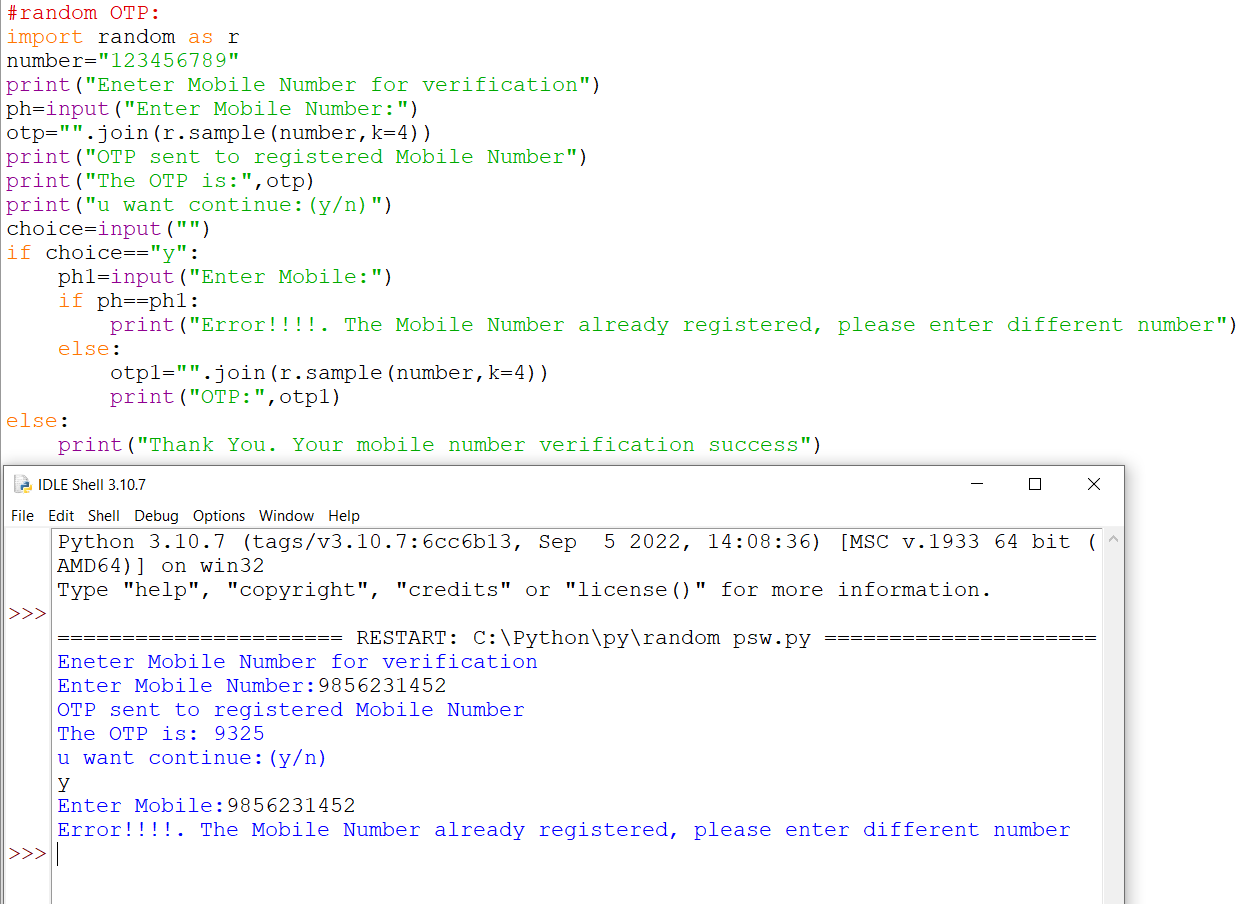 #random OTP:
import random as r
number="123456789"
print("Eneter Mobile Number for verification")
ph=input("Enter Mobile Number:")
otp="".join(r.sample(number,k=4))
print("OTP sent to registered Mobile Number")
print("The OTP is:",otp)
print("u want continue:(y/n)")
choice=input("")
if choice=="y":
    ph1=input("Enter Mobile:")
    if ph==ph1:
        print("Error!!!!. The Mobile Number already registered, please enter different number")
    else:
        otp1="".join(r.sample(number,k=4))
        print("OTP:",otp1)
else:
    print("Thank You. Your mobile number verification success")
IDLE Shell 3.10.7
File Edit Shell Debug Options Window Help
Python 3.10.7 (tags/v3.10.7:6cc6b13, Sep  5 2022, 14:08:36) [MSC v.1933 64 bit (
AMD64)] on win32
Type "help", "copyright", "credits" or "license()" for more information.
>>>
====================== RESTART: C:\Python\py\random psw.py =====================
Eneter Mobile Number for verification
Enter Mobile Number:9856231452
OTP sent to registered Mobile Number
The OTP is: 9325
u want continue:(y/n)
y
Enter Mobile:9856231452
Error!!!!. The Mobile Number already registered, please enter different number
>>>